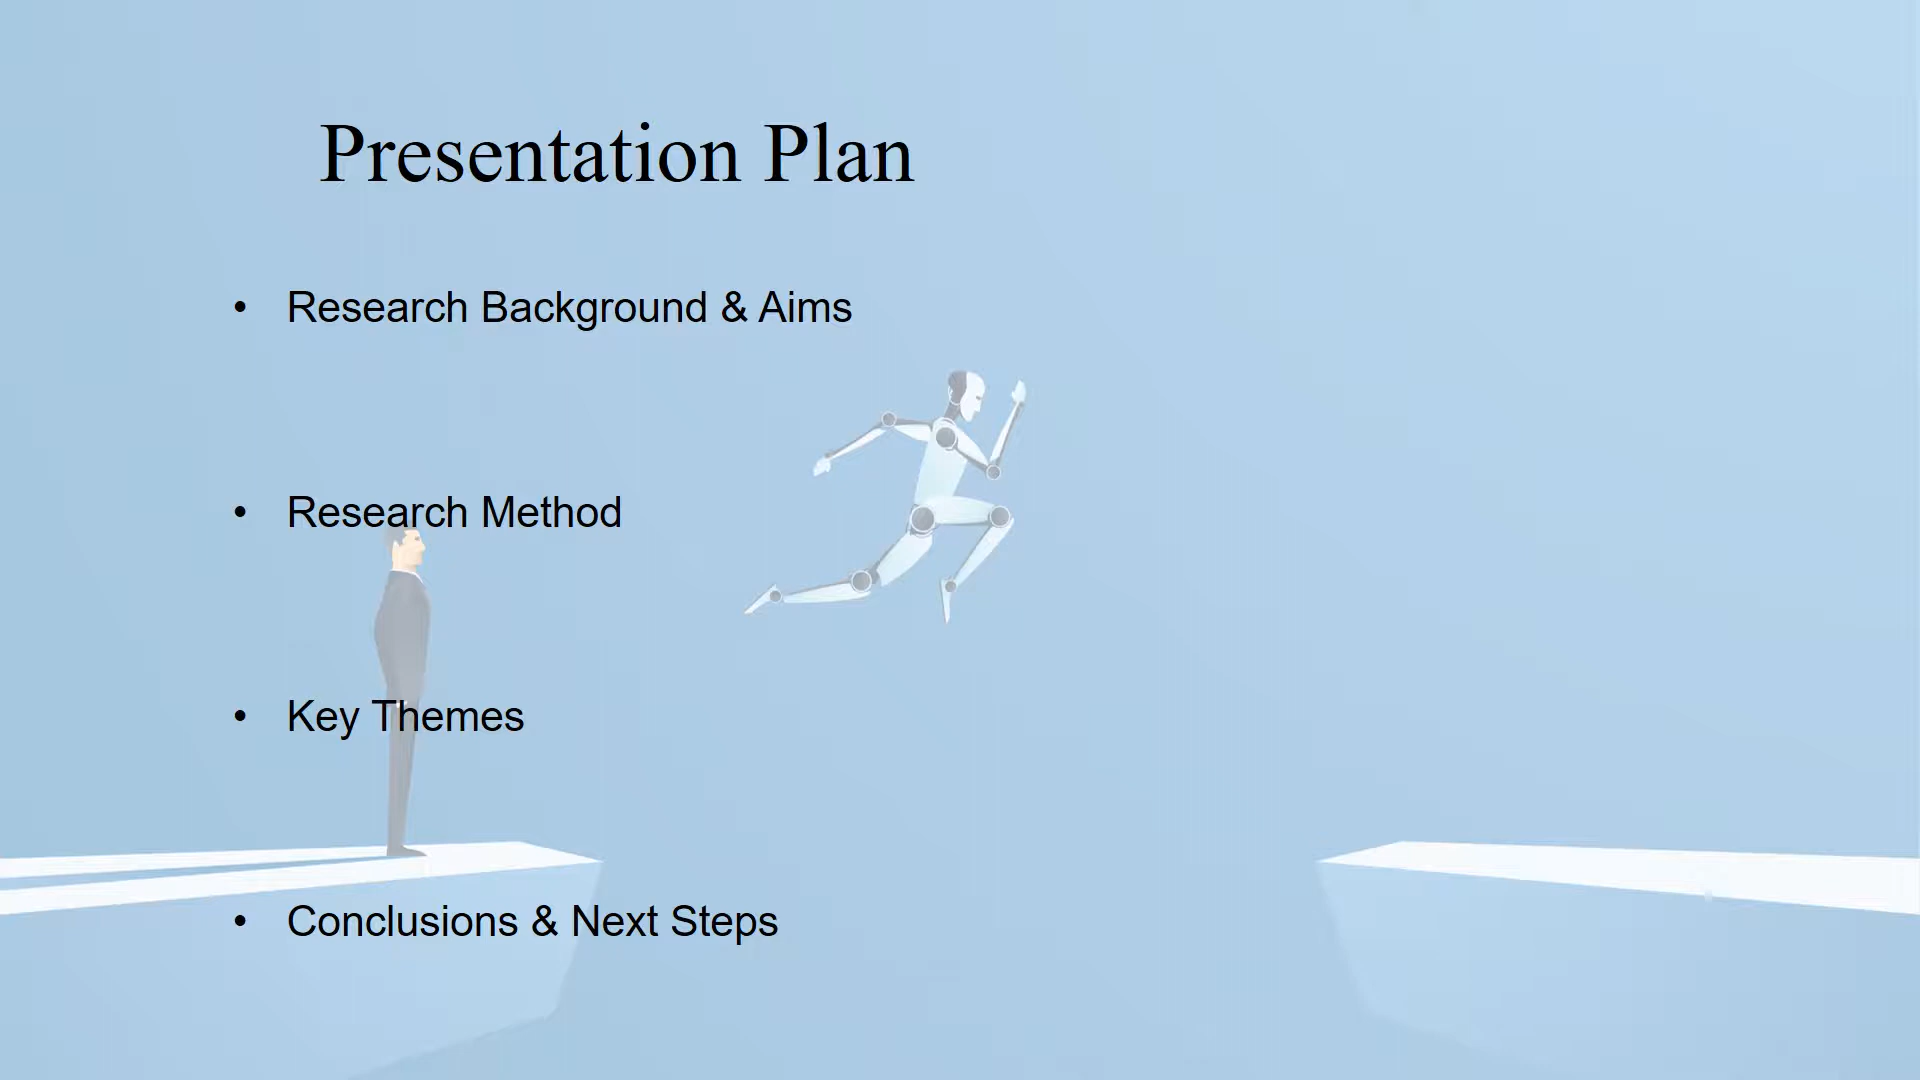 Presentation Plan
• Research Background & Aims
• Research Method
• Key Themes
• Conclusions & Next Steps